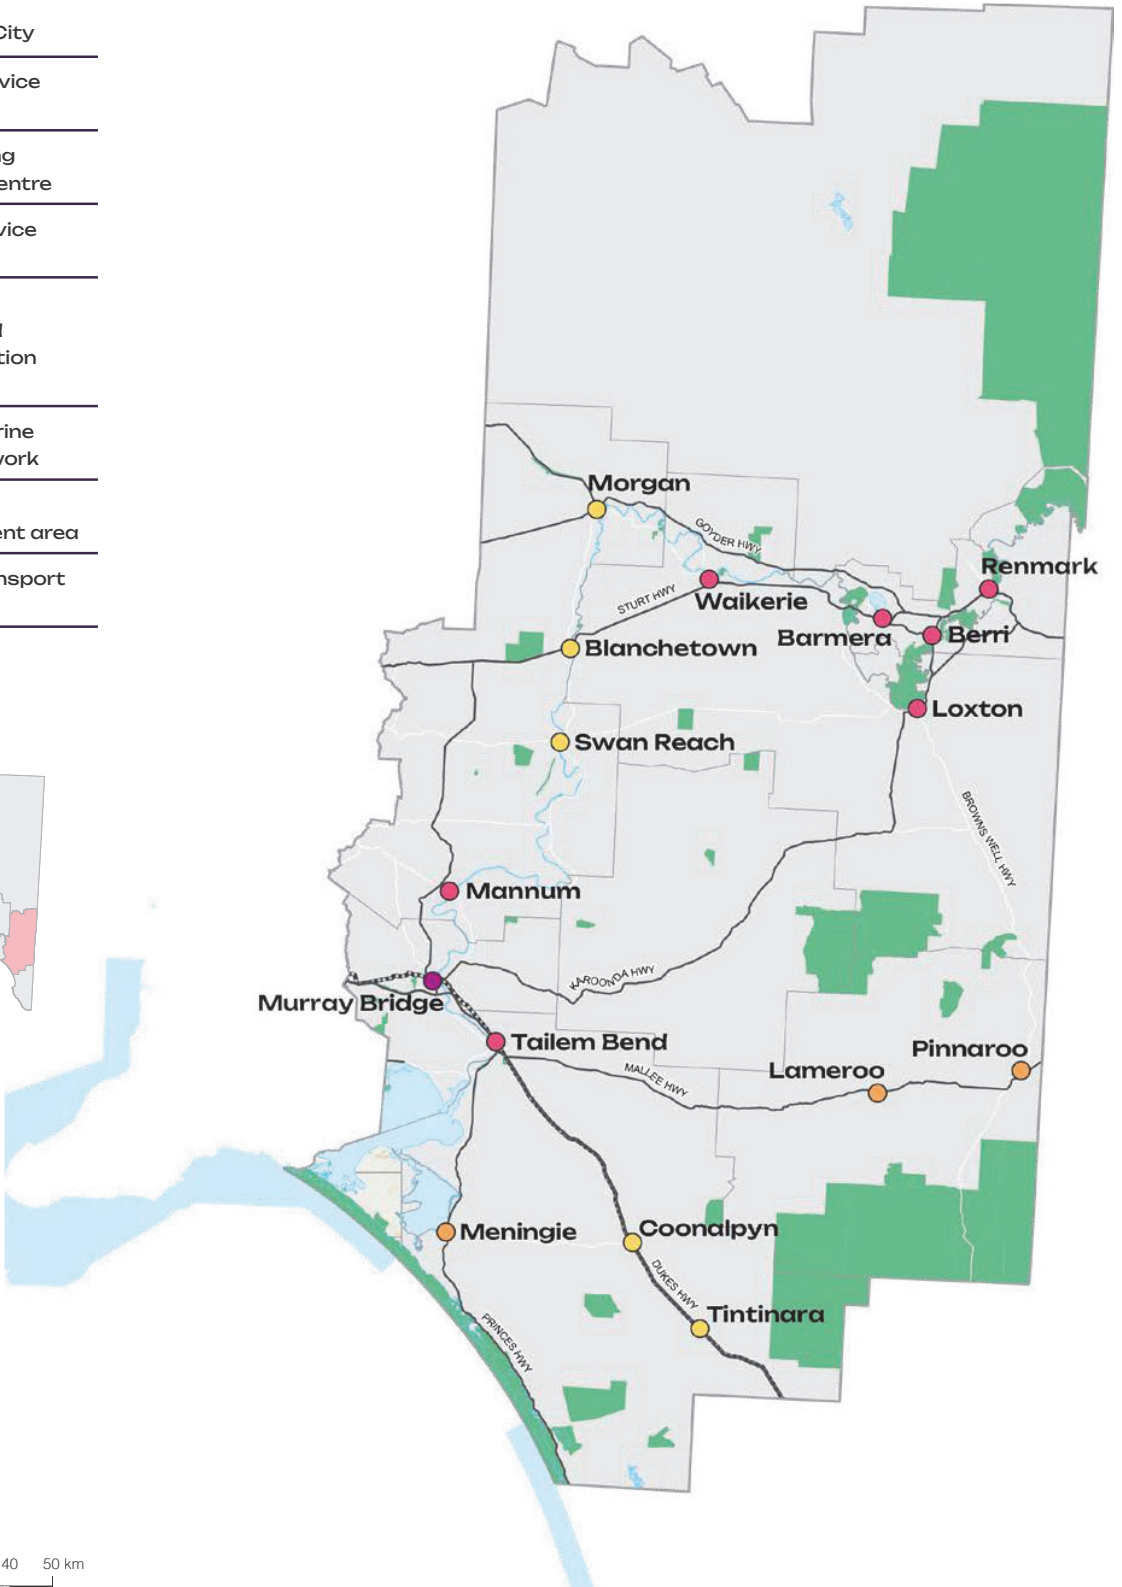 City
vice
g
entre
vice
tion
rine
work
ent area
nsport
Morgan
GOYDER HWY
Renmark
Waikerie
STURT HWY
Barmera
Berri
Blanchetown
Loxton
Swan Reach
BROWNS WELL HWY
Mannum
KAROONDA HWY
Murray Bridge
Tailem Bend
Pinnaroo
Lameroo
MALLEE HWY
Meningie
Coonalpyn
DUKES HWY
Tintinara
PRINCES HWY
40 50 km